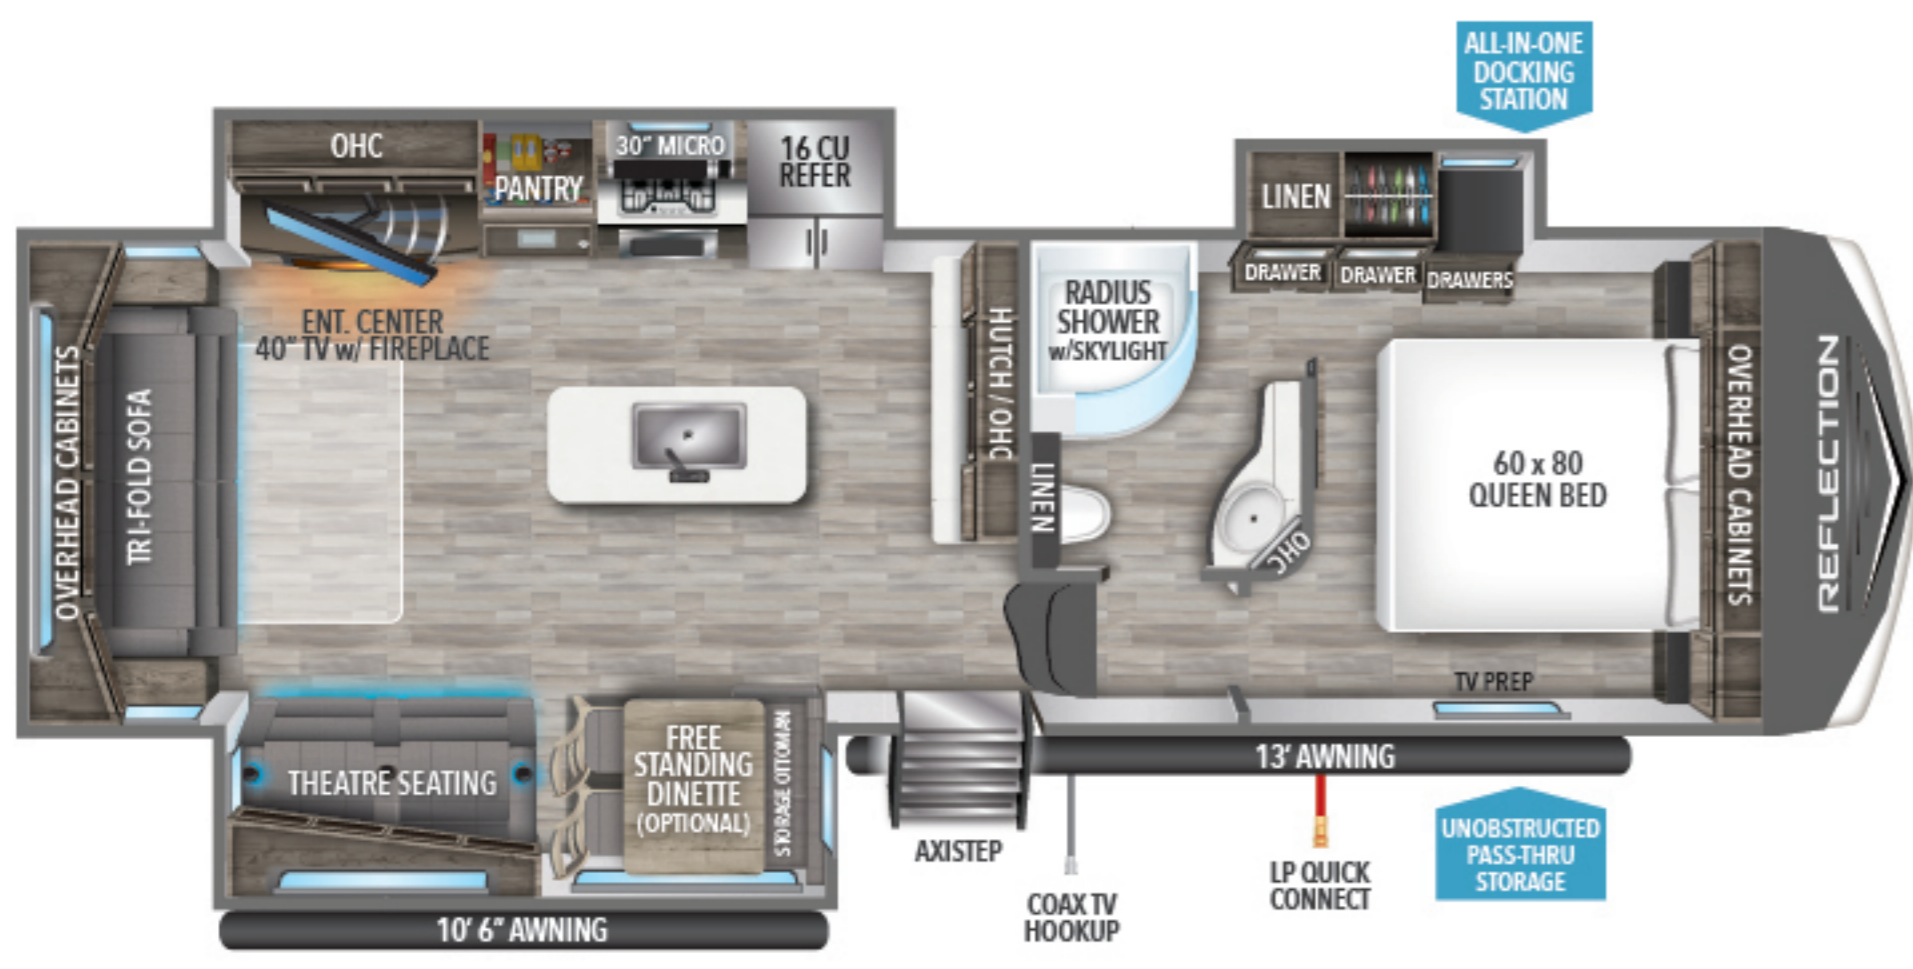 ALL-IN-ONE
DOCKING
STATION
OHC
PANTRY
30" MICRO
16 CU
REFER
LINEN
DRAWER
DRAWER
DRAWERS
ENT. CENTER
40" TV w/ FIREPLACE
RADIUS
SHOWER
w/SKYLIGHT
OVERHEAD CABINETS
TRI-FOLD SOFA
HUTCH / OHC
LINEN
OHC
60 x 80
QUEEN BED
OVERHEAD CABINETS
REFLECTION
TV PREP
THEATRE SEATING
FREE
STANDING
DINETTE
(OPTIONAL)
STORAGE OTTOMAN
13' AWNING
AXISTEP
COAX TV
HOOKUP
LP QUICK
CONNECT
UNOBSTRUCTED
PASS-THRU
STORAGE
10' 6" AWNING